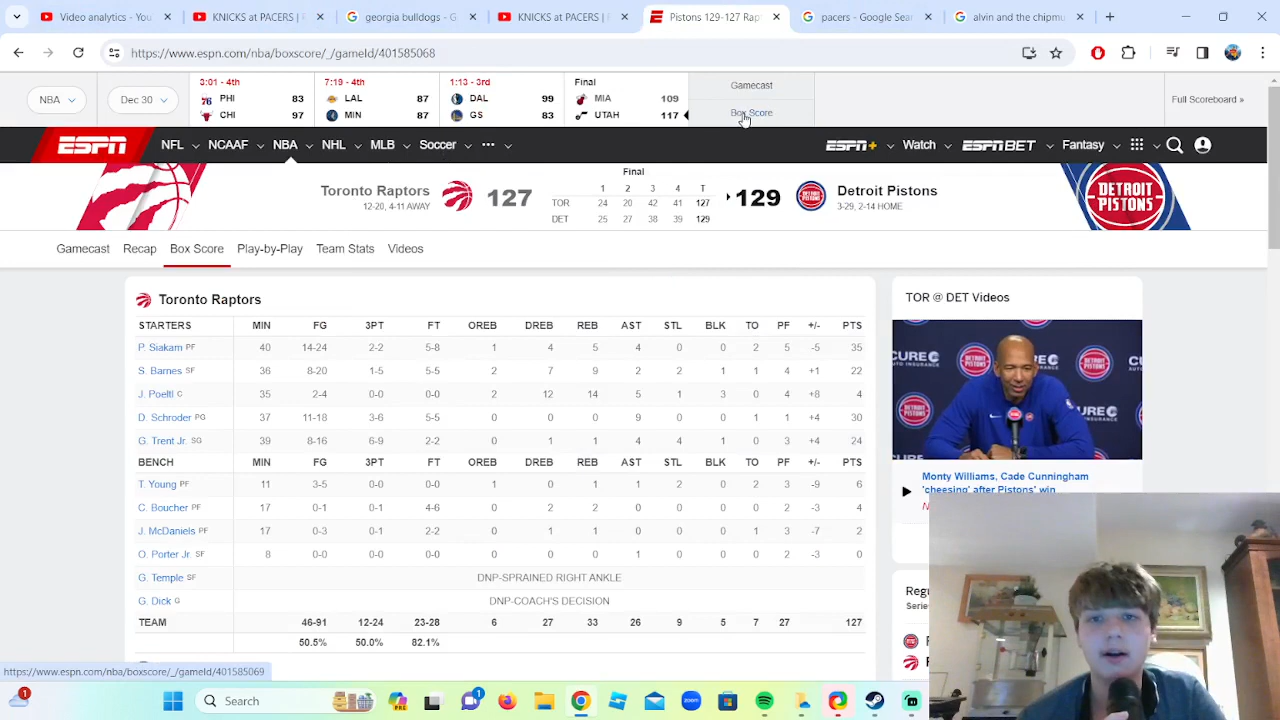 Video analytics - You
KNICKS at PACERS |
georgia bulldogs - G
KNICKS at PACERS |
Pistons 129-127 Rap
pacers - Google Sea
alvin and the chipmu
https://www.espn.com/nba/boxscore/_/gameId/401585068
NBA
Dec 30
3:01 - 4th
PHI 83
CHI 97
7:19 - 4th
LAL 87
MIN 87
1:13 - 3rd
DAL 99
GS 83
Final
MIA 109
UTAH 117
Gamecast
Box Score
Full Scoreboard »
ESPN NFL NCAAF NBA NHL MLB Soccer ••• ESPN+ Watch ESPN BET Fantasy
Final
Toronto Raptors 127
12-20, 4-11 AWAY
1 2 3 4 T
TOR 24 20 42 41 127
DET 25 27 38 39 129
129 Detroit Pistons
3-29, 2-14 HOME
DETROIT PISTONS
Gamecast Recap Box Score Play-by-Play Team Stats Videos
Toronto Raptors
STARTERS MIN FG 3PT FT OREB DREB REB AST STL BLK TO PF +/- PTS
P. Siakam PF 40 14-24 2-2 5-8 1 4 5 4 0 0 2 5 -5 35
S. Barnes SF 8-20 2 7 9 2 2 1 1 4 +1 22
J. Poeltl C 35 2-4 0-0 0-0 2 12 14 5 1 3 0 4 +8 4
D. Schroder PG 37 11-18 3-6 5-5 0 0 0 9 0 0 1 1 +4 30
G. Trent Jr. SG 39 8-16 6-9 2-2 0 1 1 4 4 1 0 3 +4 24
BENCH MIN FG 3PT FT OREB DREB REB AST STL BLK TO PF +/- PTS
T. Young PF 11 3-3 0-0 1 0 1 1 2 0 2 3 -9 6
C. Boucher PF 17 0-1 0-1 4-6 0 2 2 0 0 0 0 2 -3 4
J. McDaniels PF 17 0-3 0-1 2-2 0 1 1 0 0 0 1 3 -7 2
O. Porter Jr. SF 8 0-0 0-0 0-0 0 0 0 1 0 0 0 2 -3 0
G. Temple SF DNP-SPRAINED RIGHT ANKLE
G. Dick G DNP-COACH'S DECISION
TEAM 46-91 12-24 23-28 6 27 33 26 9 5 7 27 127
50.5% 50.0% 82.1%
TOR @ DET Videos
CURE
AUTO INSURANCE
Monty Williams, Cade Cunningham
'cheesing' after Pistons' win
Regu
Serie
https://www.espn.com/nba/boxscore/_/gameId/401585069
1
Search
1